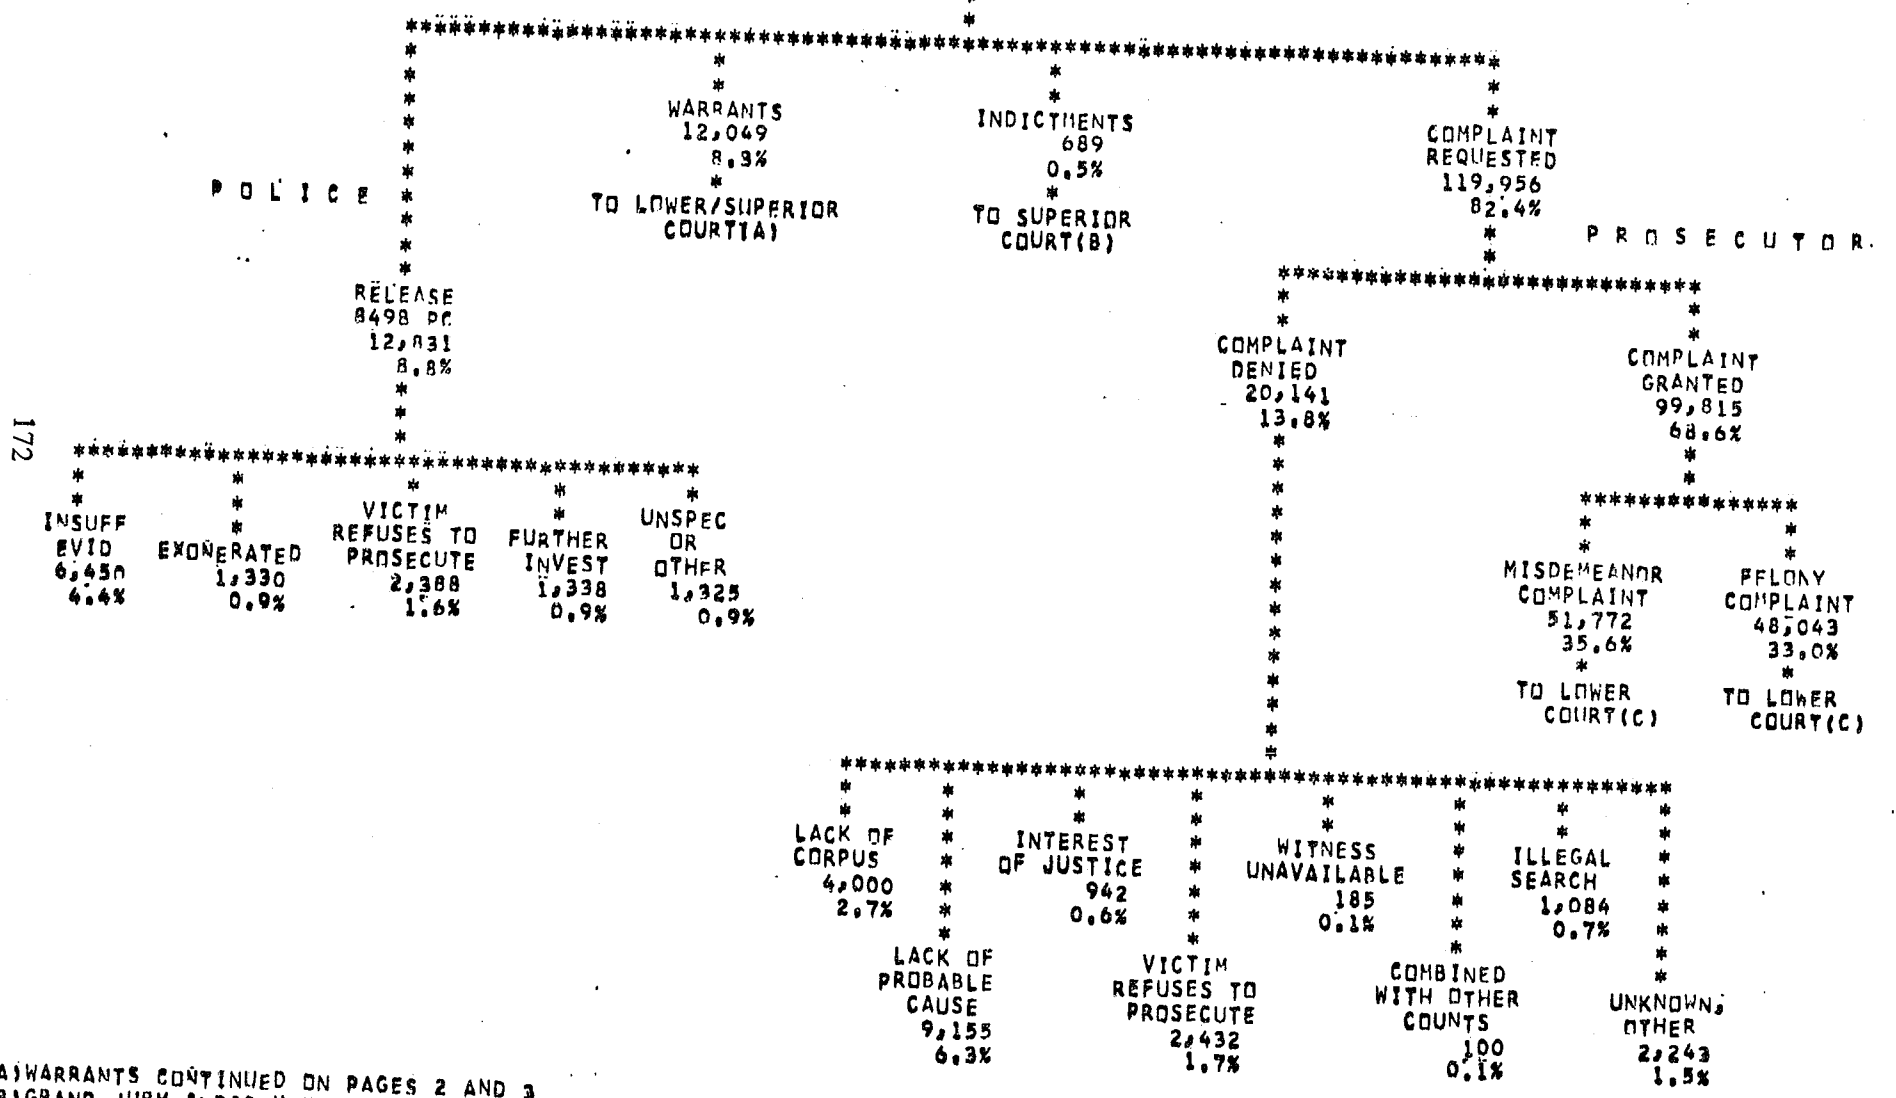 WARRANTS
12,049
8.3%
TO LOWER/SUPERIOR
COURT(A)
INDICTMENTS
689
0.5%
TO SUPERIOR
COURT(B)
COMPLAINT
REQUESTED
119,956
82.4%
P O L I C E
P R O S E C U T O R
RELEASE
849B PC
12,831
8.8%
COMPLAINT
DENIED
20,141
13.8%
COMPLAINT
GRANTED
99,815
68.6%
172
INSUFF
EVID
6,450
4.4%
EXONERATED
1,330
0.9%
VICTIM
REFUSES TO
PROSECUTE
2,388
1.6%
FURTHER
INVEST
1,338
0.9%
UNSPEC
OR
OTHER
1,325
0.9%
MISDEMEANOR
COMPLAINT
51,772
35.6%
TO LOWER
COURT(C)
FELONY
COMPLAINT
48,043
33.0%
TO LOWER
COURT(C)
LACK OF
CORPUS
4,000
2.7%
LACK OF
PROBABLE
CAUSE
9,155
6.3%
INTEREST
OF JUSTICE
942
0.6%
VICTIM
REFUSES TO
PROSECUTE
2,432
1.7%
WITNESS
UNAVAILABLE
185
0.1%
COMBINED
WITH OTHER
COUNTS
100
0.1%
ILLEGAL
SEARCH
1,084
0.7%
UNKNOWN,
OTHER
2,243
1.5%
A)WARRANTS CONTINUED ON PAGES 2 AND 3